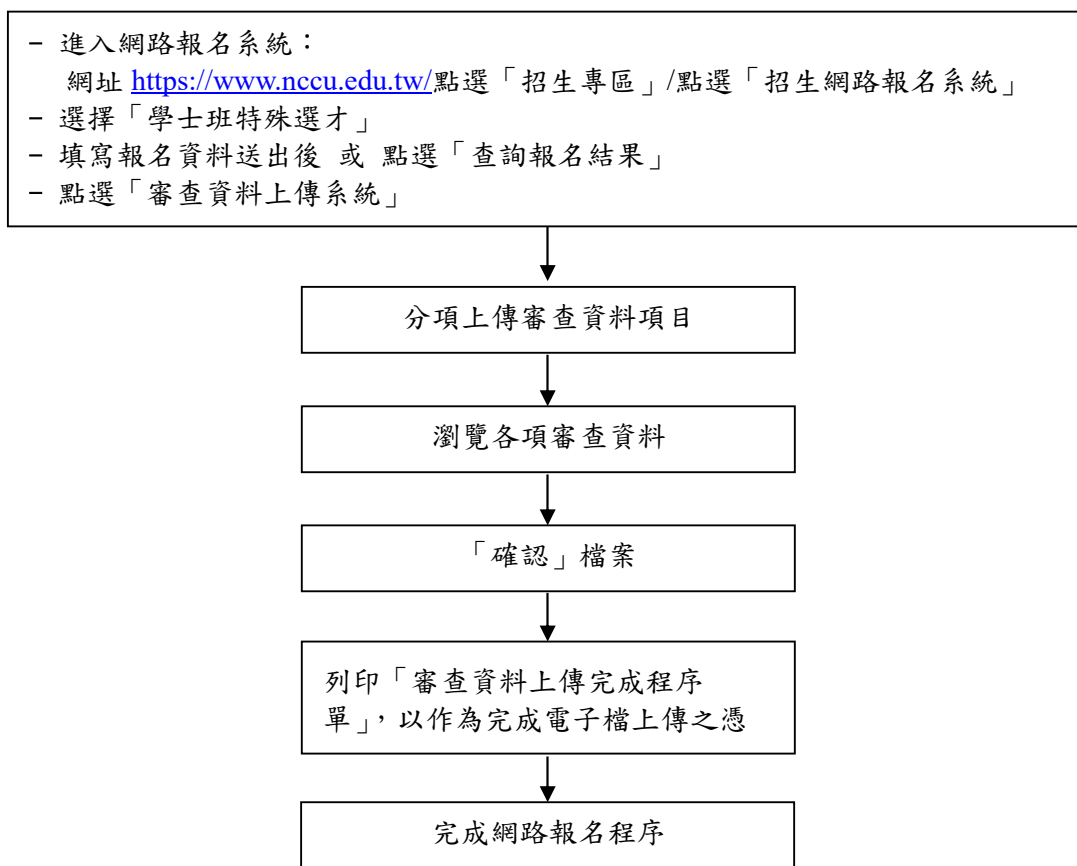 – 進入網路報名系統：
網址 https://www.nccu.edu.tw/點選「招生專區」/點選「招生網路報名系統」
– 選擇「學士班特殊選才」
– 填寫報名資料送出後 或 點選「查詢報名結果」
– 點選「審查資料上傳系統」
分項上傳審查資料項目
瀏覽各項審查資料
「確認」檔案
列印「審查資料上傳完成程序
單」，以作為完成電子檔上傳之憑
完成網路報名程序